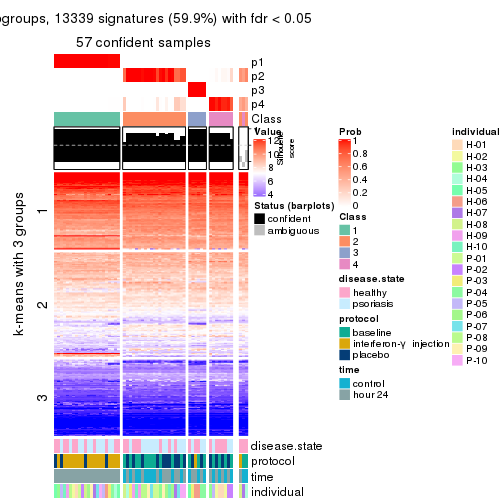 groups, 13339 signatures (59.9%) with fdr < 0.05
57 confident samples
p1
p2
p3
p4
Class
Silhouette
score
k-means with 3 groups
1
2
3
disease.state
protocol
time
individual
Value
12
10
8
6
4
Status (barplots)
confident
ambiguous
Prob
1
0.8
0.6
0.4
0.2
0
Class
1
2
3
4
disease.state
healthy
psoriasis
protocol
baseline
interferon-γ injection
placebo
time
control
hour 24
individual
H-01
H-02
H-03
H-04
H-05
H-06
H-07
H-08
H-09
H-10
P-01
P-02
P-03
P-04
P-05
P-06
P-07
P-08
P-09
P-10